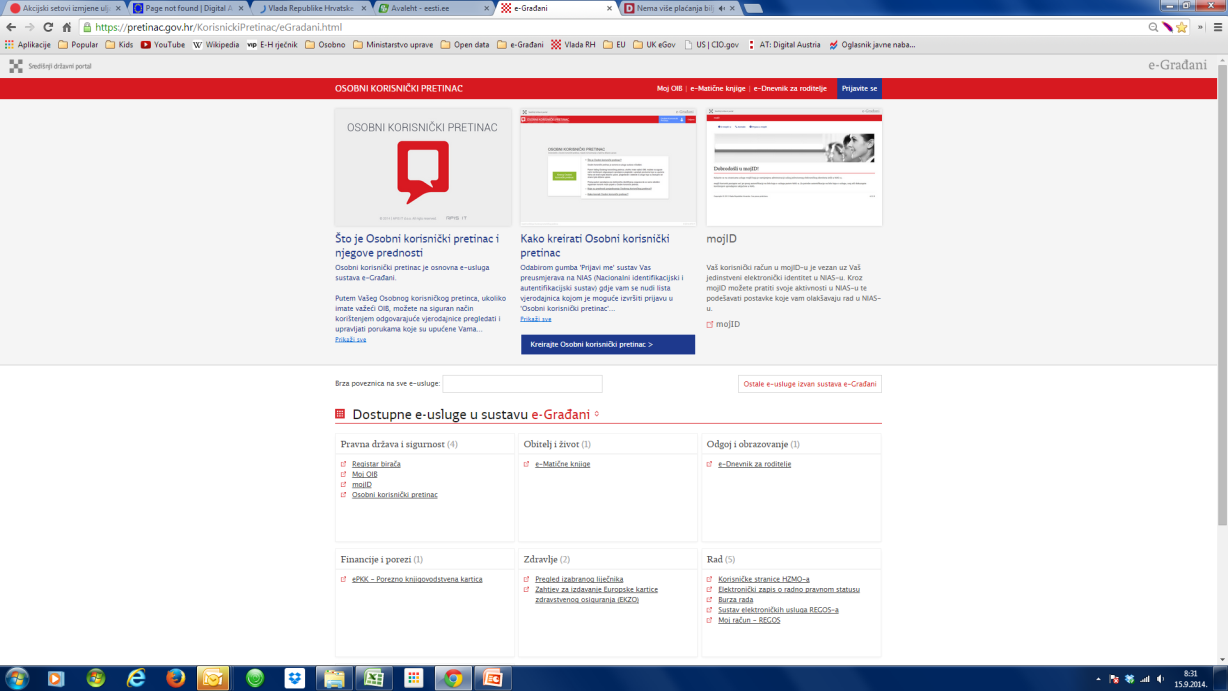 Akcijski setovi izmjene ulj
Page not found | Digital A
Vlada Republike Hrvatske
Avaleht - eesti.ee
e-Građani
Nema više plaćanja bilj
https://pretinac.gov.hr/KorisnickiPretinac/eGradani.html
Aplikacije
Popular
Kids
YouTube
Wikipedia
E-H rječnik
Osobno
Ministarstvo uprave
Open data
e-Građani
Vlada RH
EU
UK eGov
US | CIO.gov
AT: Digital Austria
Oglasnik javne naba...
Središnji državni portal
e-Građani
OSOBNI KORISNIČKI PRETINAC
Moj OIB | e-Matične knjige | e-Dnevnik za roditelje
Prijavite se
OSOBNI KORISNIČKI PRETINAC
Dobrodošli u mojID!
Što je Osobni korisnički pretinac i
njegove prednosti
Osobni korisnički pretinac je osnovna e-usluga
sustava e-Građani.
Putem Vašeg Osobnog korisničkog pretinca, ukoliko
imate važeći OIB, možete na siguran način
korištenjem odgovarajuće vjerodajnice pregledati i
upravljati porukama koje su upućene Vama...
Prikaži sve
Kako kreirati Osobni korisnički
pretinac
Odabirom gumba 'Prijavi me' sustav Vas
preusmjerava na NIAS (Nacionalni identifikacijski i
autentifikacijski sustav) gdje vam se nudi lista
vjerodajnica kojom je moguće izvršiti prijavu u
'Osobni korisnički pretinac'...
Prikaži sve
Kreirajte Osobni korisnički pretinac >
mojID
Vaš korisnički račun u mojID-u je vezan uz Vaš
jedinstveni elektronički identitet u NIAS-u. Kroz
mojID možete pratiti svoje aktivnosti u NIAS-u te
podešavati postavke koje vam olakšavaju rad u NIAS-
u.
mojID
Brza poveznica na sve e-usluge:
Ostale e-usluge izvan sustava e-Građani
Dostupne e-usluge u sustavu e-Građani
Pravna država i sigurnost (4)
Registar birača
Moj OIB
mojID
Osobni korisnički pretinac
Obitelj i život (1)
e-Matične knjige
Odgoj i obrazovanje (1)
e-Dnevnik za roditelje
Financije i porezi (1)
ePKK – Porezno knjigovodstvena kartica
Zdravlje (2)
Pregled izabranog liječnika
Zahtjev za izdavanje Europske kartice
zdravstvenog osiguranja (EKZO)
Rad (5)
Korisničke stranice HZMO-a
Elektronički zapis o radno pravnom statusu
Burza rada
Sustav elektroničkih usluga REGOS-a
Moj račun – REGOS
8:31
15.9.2014.